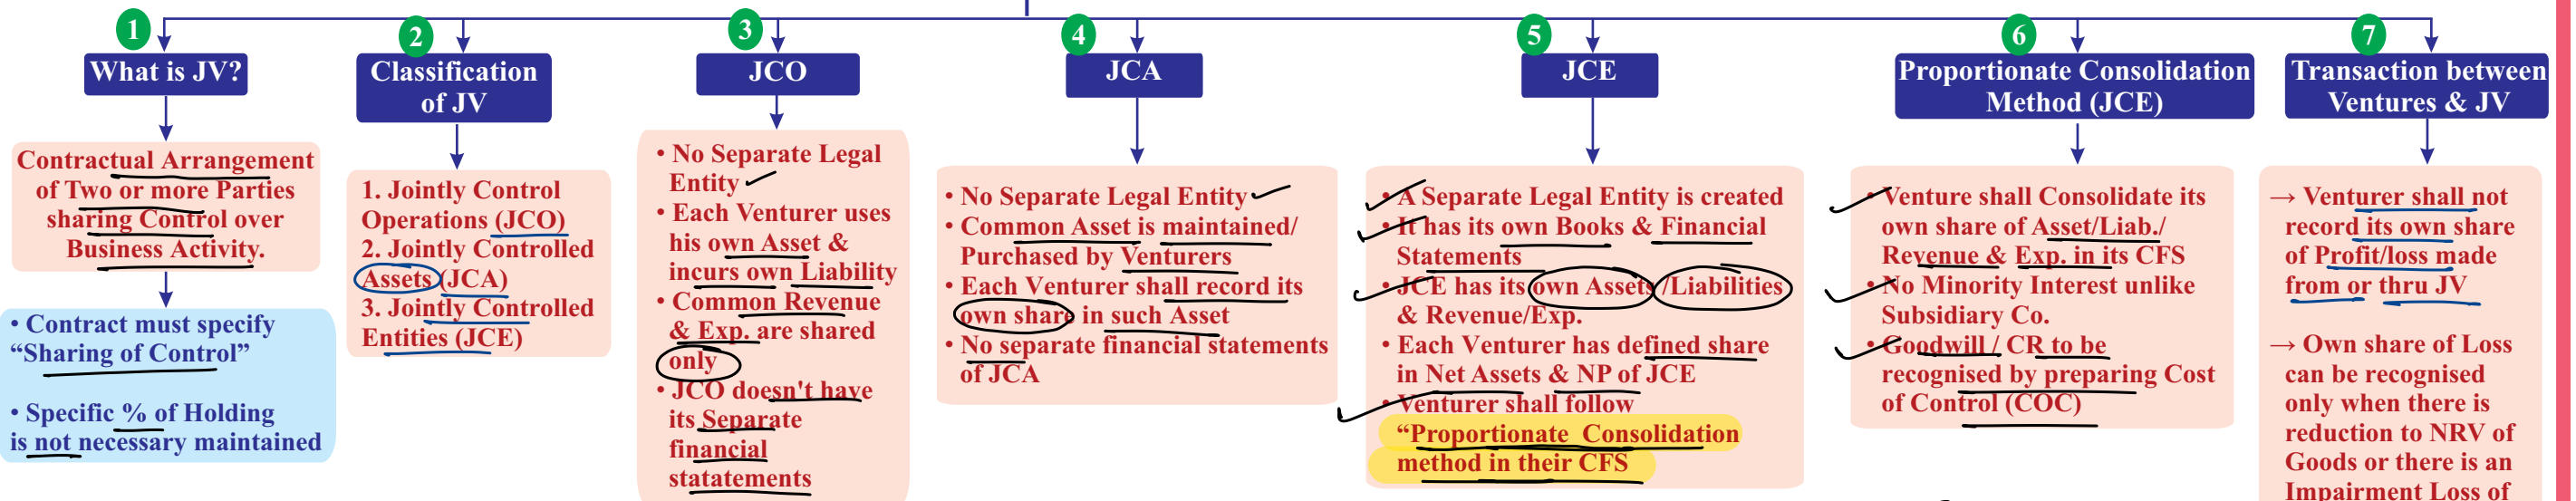 1
What is JV?
Contractual Arrangement
of Two or more Parties
sharing Control over
Business Activity.
• Contract must specify
“Sharing of Control”
• Specific % of Holding
is not necessary maintained
2
Classification
of JV
1. Jointly Control
Operations (JCO)
2. Jointly Controlled
Assets (JCA)
3. Jointly Controlled
Entities (JCE)
3
JCO
• No Separate Legal
Entity
• Each Venturer uses
his own Asset &
incurs own Liability
• Common Revenue
& Exp. are shared
only
• JCO doesn't have
its Separate
financial
statatements
4
JCA
• No Separate Legal Entity
• Common Asset is maintained/
Purchased by Venturers
• Each Venturer shall record its
own share in such Asset
• No separate financial statements
of JCA
5
JCE
• A Separate Legal Entity is created
• It has its own Books & Financial
Statements
• JCE has its own Assets /Liabilities
& Revenue/Exp.
• Each Venturer has defined share
in Net Assets & NP of JCE
• Venturer shall follow
“Proportionate Consolidation
method in their CFS
6
Proportionate Consolidation
Method (JCE)
• Venture shall Consolidate its
own share of Asset/Liab./
Revenue & Exp. in its CFS
• No Minority Interest unlike
Subsidiary Co.
• Goodwill / CR to be
recognised by preparing Cost
of Control (COC)
7
Transaction between
Ventures & JV
→ Venturer shall not
record its own share
of Profit/loss made
from or thru JV
→ Own share of Loss
can be recognised
only when there is
reduction to NRV of
Goods or there is an
Impairment Loss of